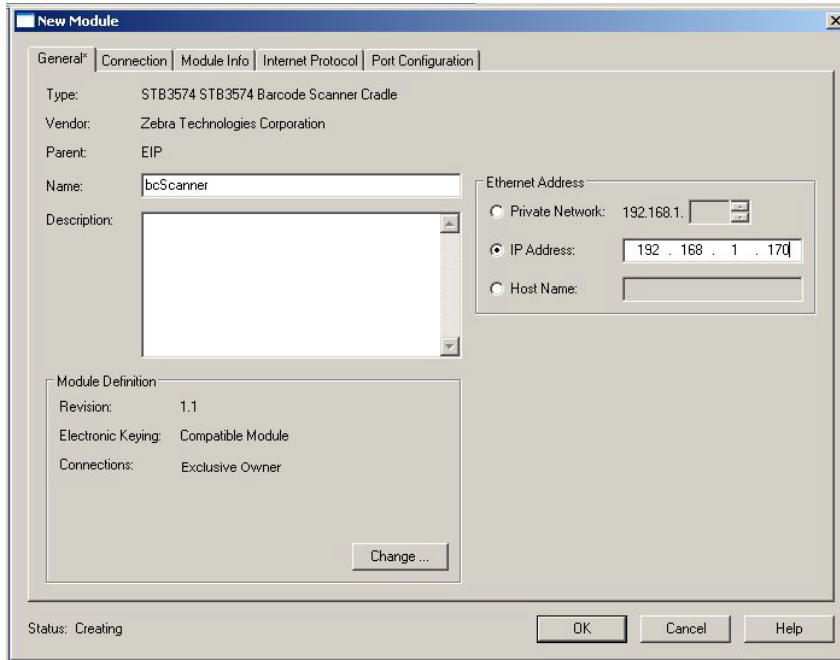 New Module
General* Connection Module Info Internet Protocol Port Configuration
Type: STB3574 STB3574 Barcode Scanner Cradle
Vendor: Zebra Technologies Corporation
Parent: EIP
Name: bcScanner
Description:
Ethernet Address
Private Network: 192.168.1.
IP Address: 192 . 168 . 1 . 170
Host Name:
Module Definition
Revision: 1.1
Electronic Keying: Compatible Module
Connections: Exclusive Owner
Change ...
Status: Creating
OK Cancel Help